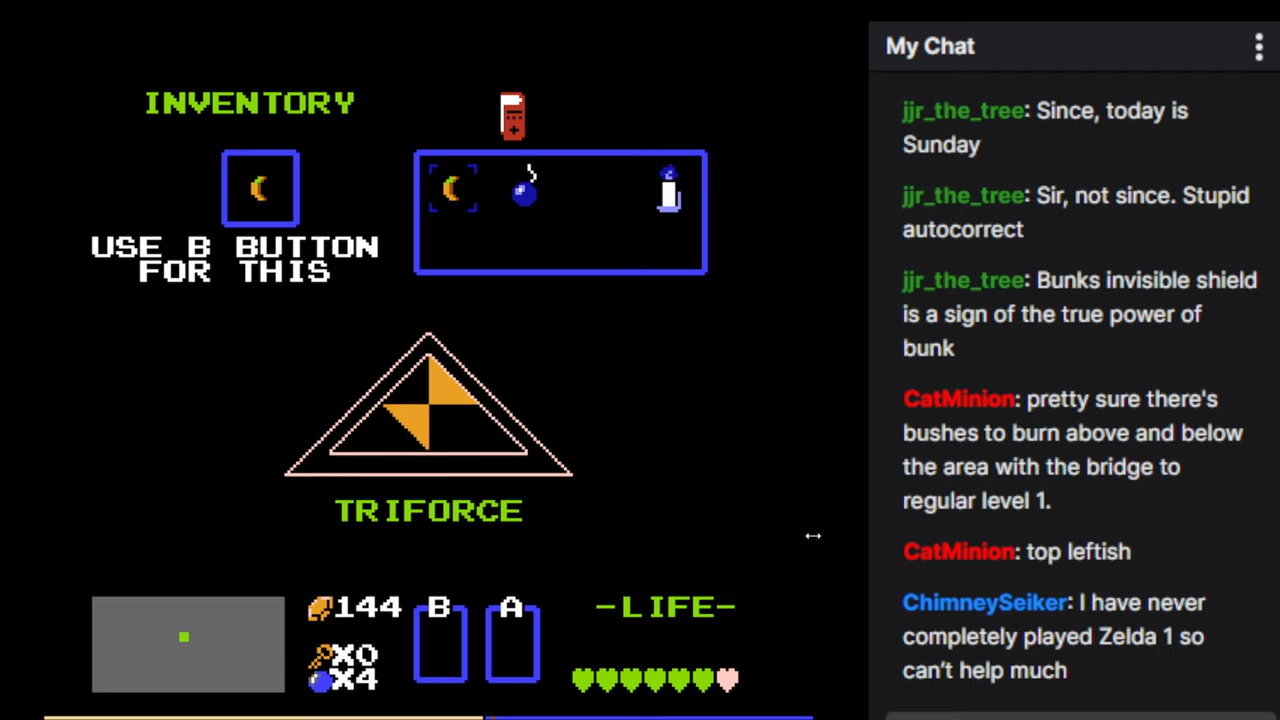 INVENTORY
USE B BUTTON
FOR THIS
TRIFORCE
144
X0
X4
B
A
-LIFE-
My Chat
jjr_the_tree: Since, today is
Sunday
jjr_the_tree: Sir, not since. Stupid
autocorrect
jjr_the_tree: Bunks invisible shield
is a sign of the true power of
bunk
CatMinion: pretty sure there's
bushes to burn above and below
the area with the bridge to
regular level 1.
CatMinion: top leftish
ChimneySeiker: I have never
completely played Zelda 1 so
can't help much